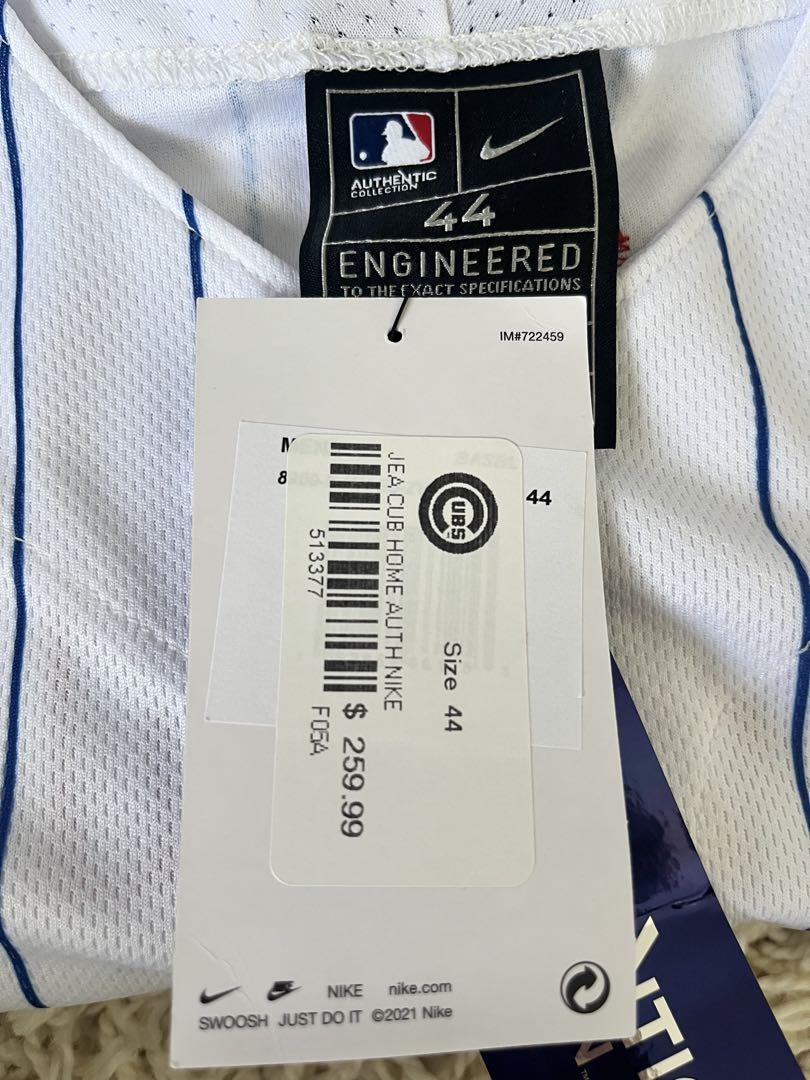 AUTHENTIC
COLLECTION
44
ENGINEERED
TO THE EXACT SPECIFICATIONS
IM#722459
44
CUBS
JEA CUB HOME AUTH NIKE
513377
Size 44
$ 259.99
F05A
NIKE nike.com
SWOOSH JUST DO IT ©2021 Nike